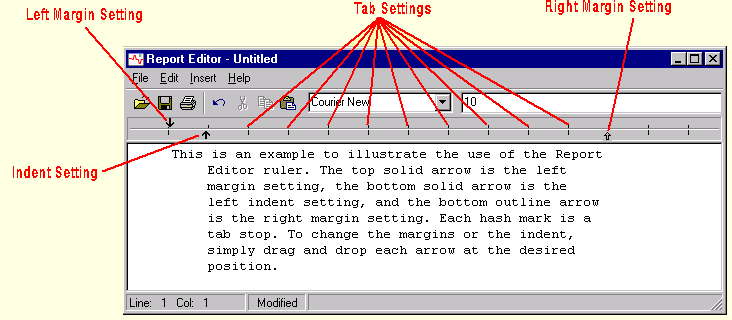 Left Margin Setting
Tab Settings
Right Margin Setting
Report Editor - Untitled
File Edit Insert Help
Courier New 10
Indent Setting
This is an example to illustrate the use of the Report
Editor ruler. The top solid arrow is the left
margin setting, the bottom solid arrow is the
left indent setting, and the bottom outline arrow
is the right margin setting. Each hash mark is a
tab stop. To change the margins or the indent,
simply drag and drop each arrow at the desired
position.
Line: 1 Col: 1 Modified